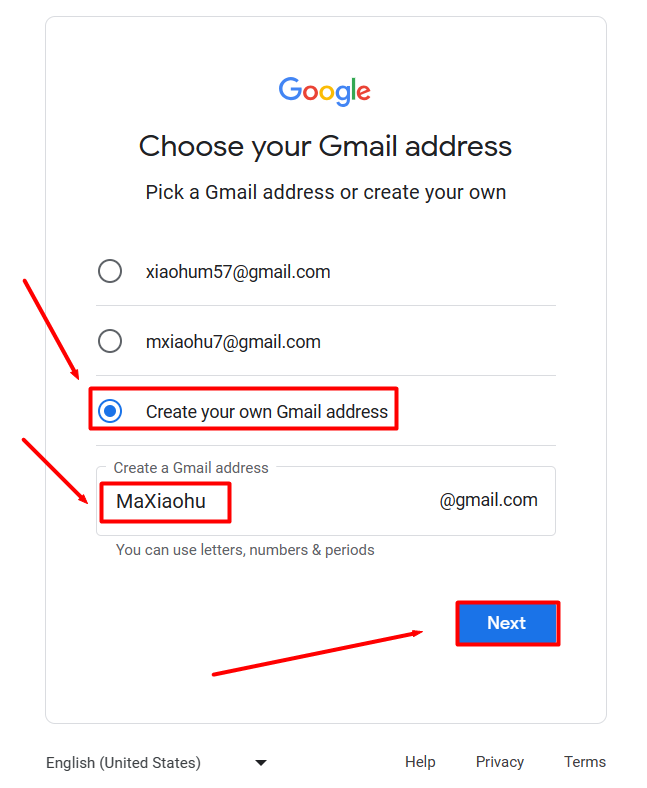 Google
Choose your Gmail address
Pick a Gmail address or create your own
xiaohum57@gmail.com
mxiaohu7@gmail.com
Create your own Gmail address
Create a Gmail address
MaXiaohu @gmail.com
You can use letters, numbers & periods
Next
English (United States) Help Privacy Terms